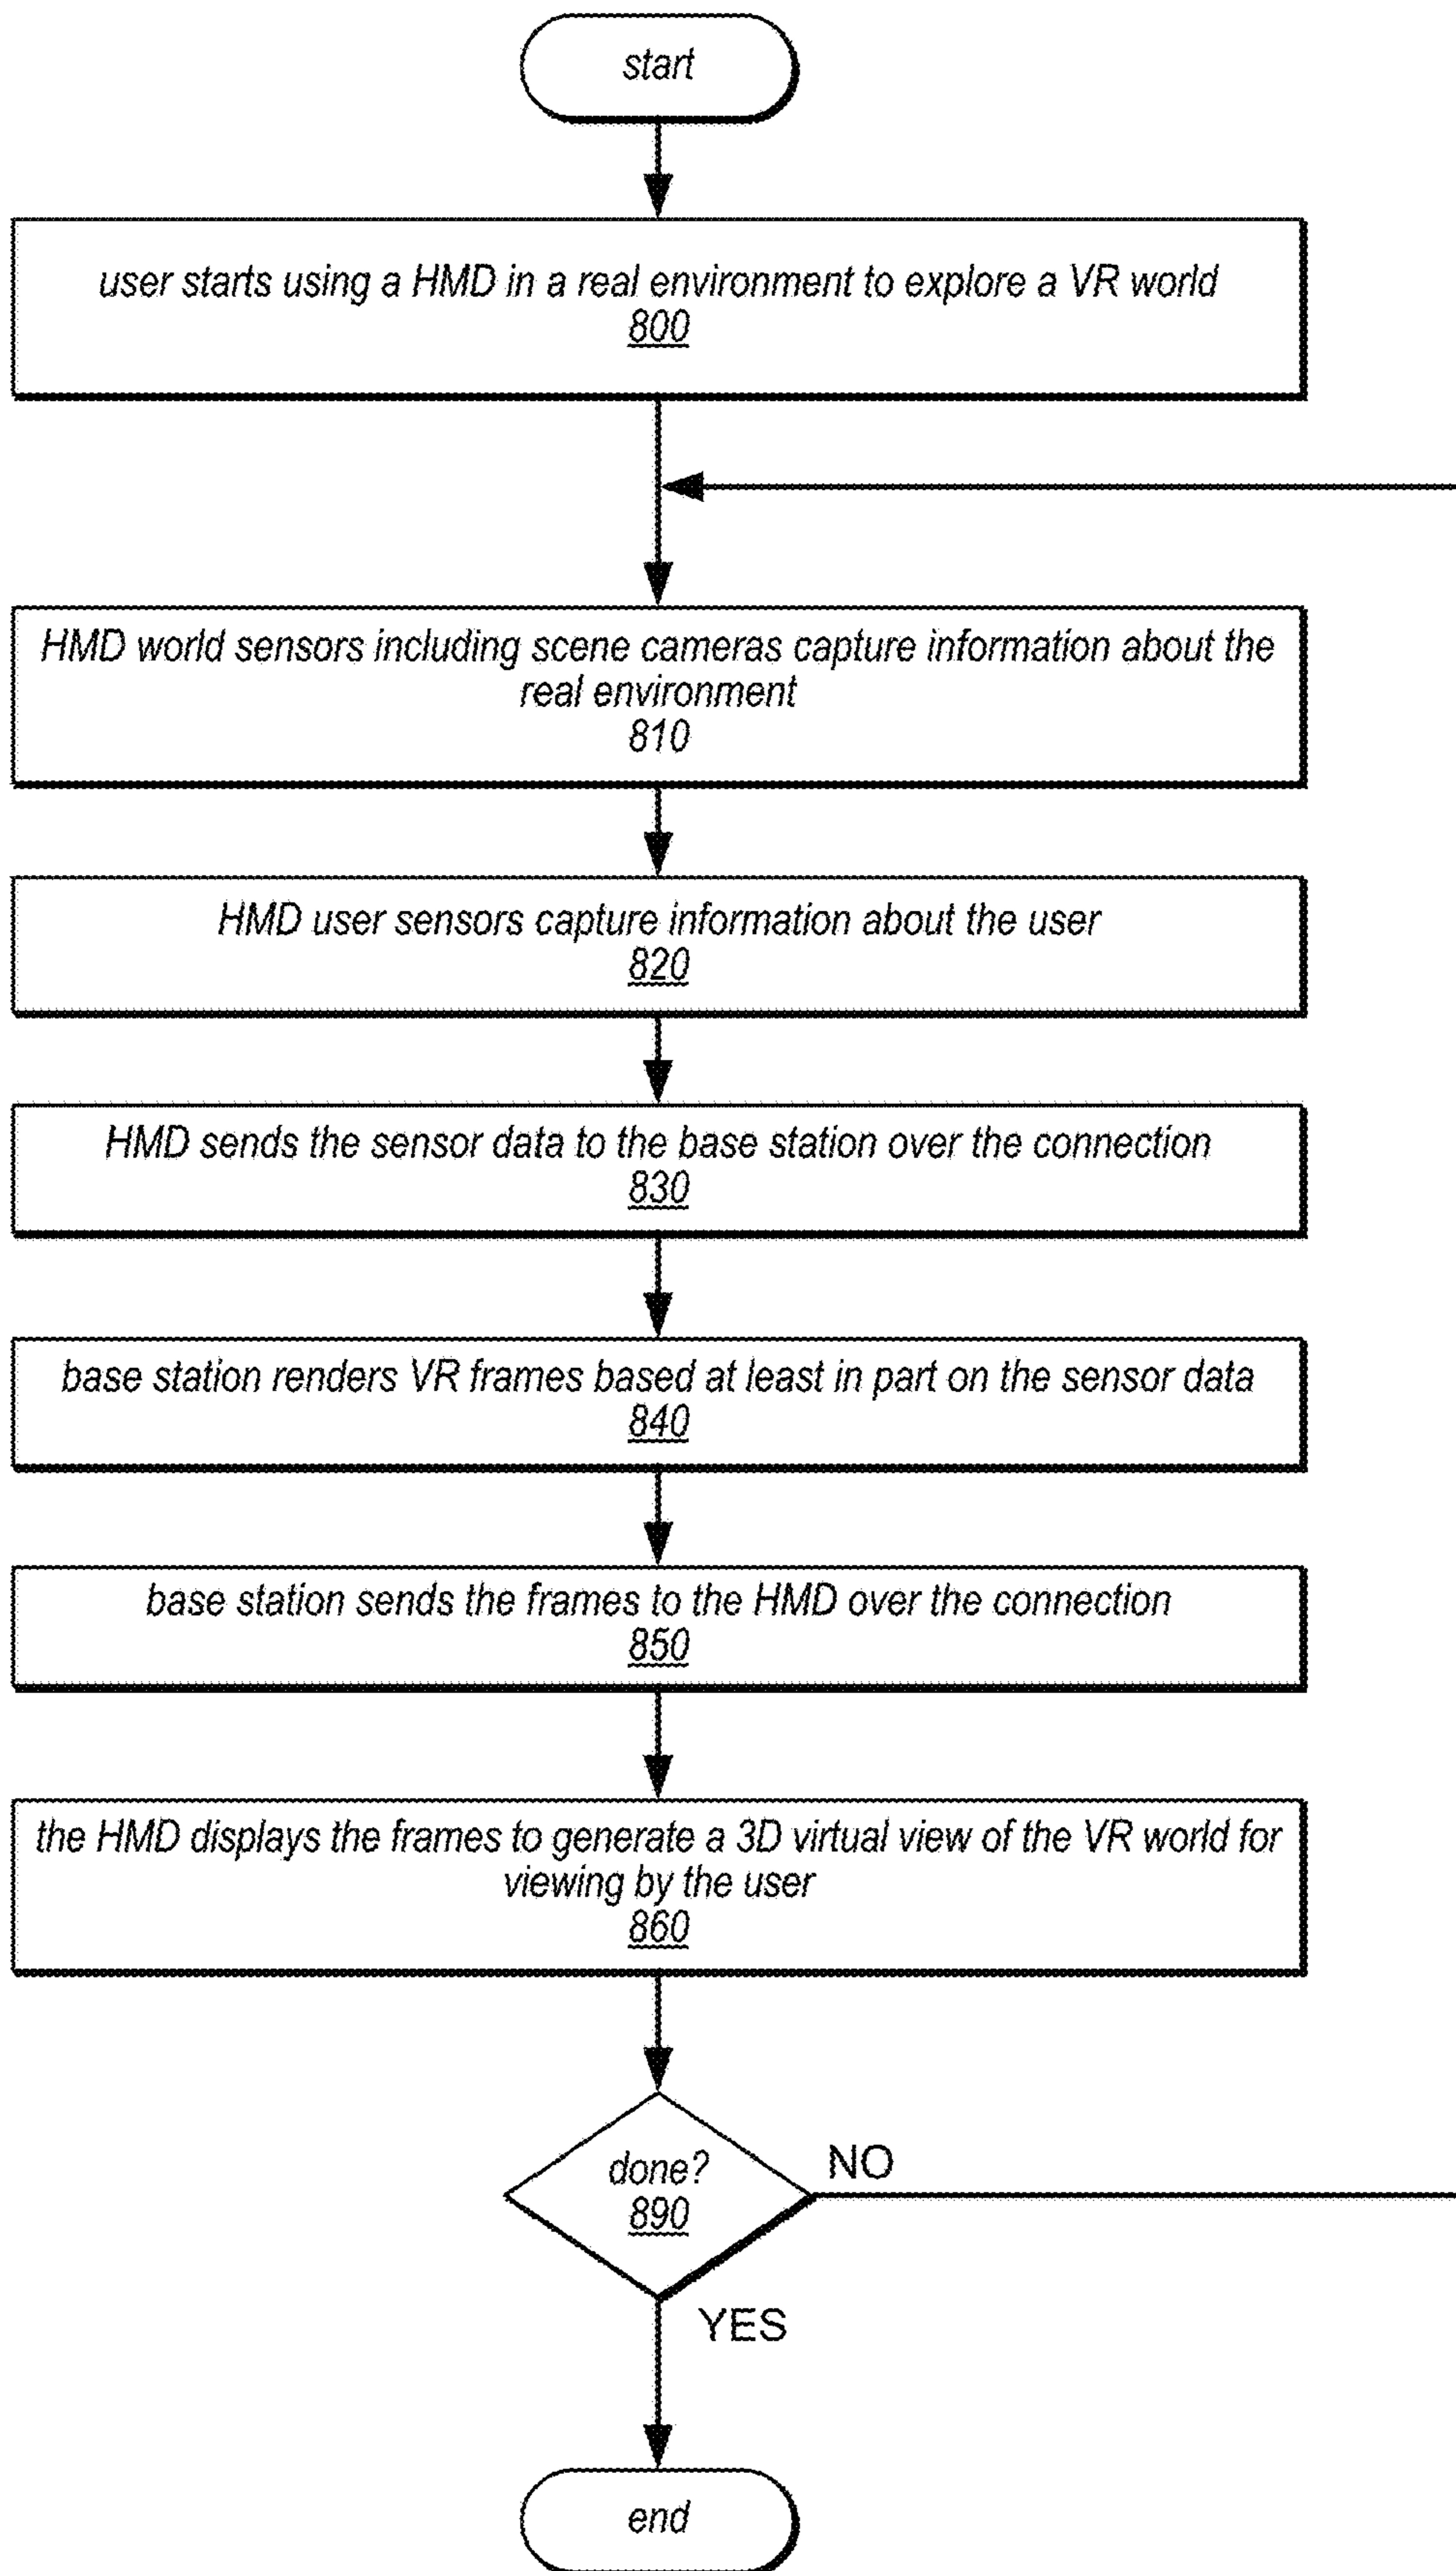 start
user starts using a HMD in a real environment to explore a VR world
800
HMD world sensors including scene cameras capture information about the
real environment
810
HMD user sensors capture information about the user
820
HMD sends the sensor data to the base station over the connection
830
base station renders VR frames based at least in part on the sensor data
840
base station sends the frames to the HMD over the connection
850
the HMD displays the frames to generate a 3D virtual view of the VR world for
viewing by the user
860
done?
890
NO
YES
end